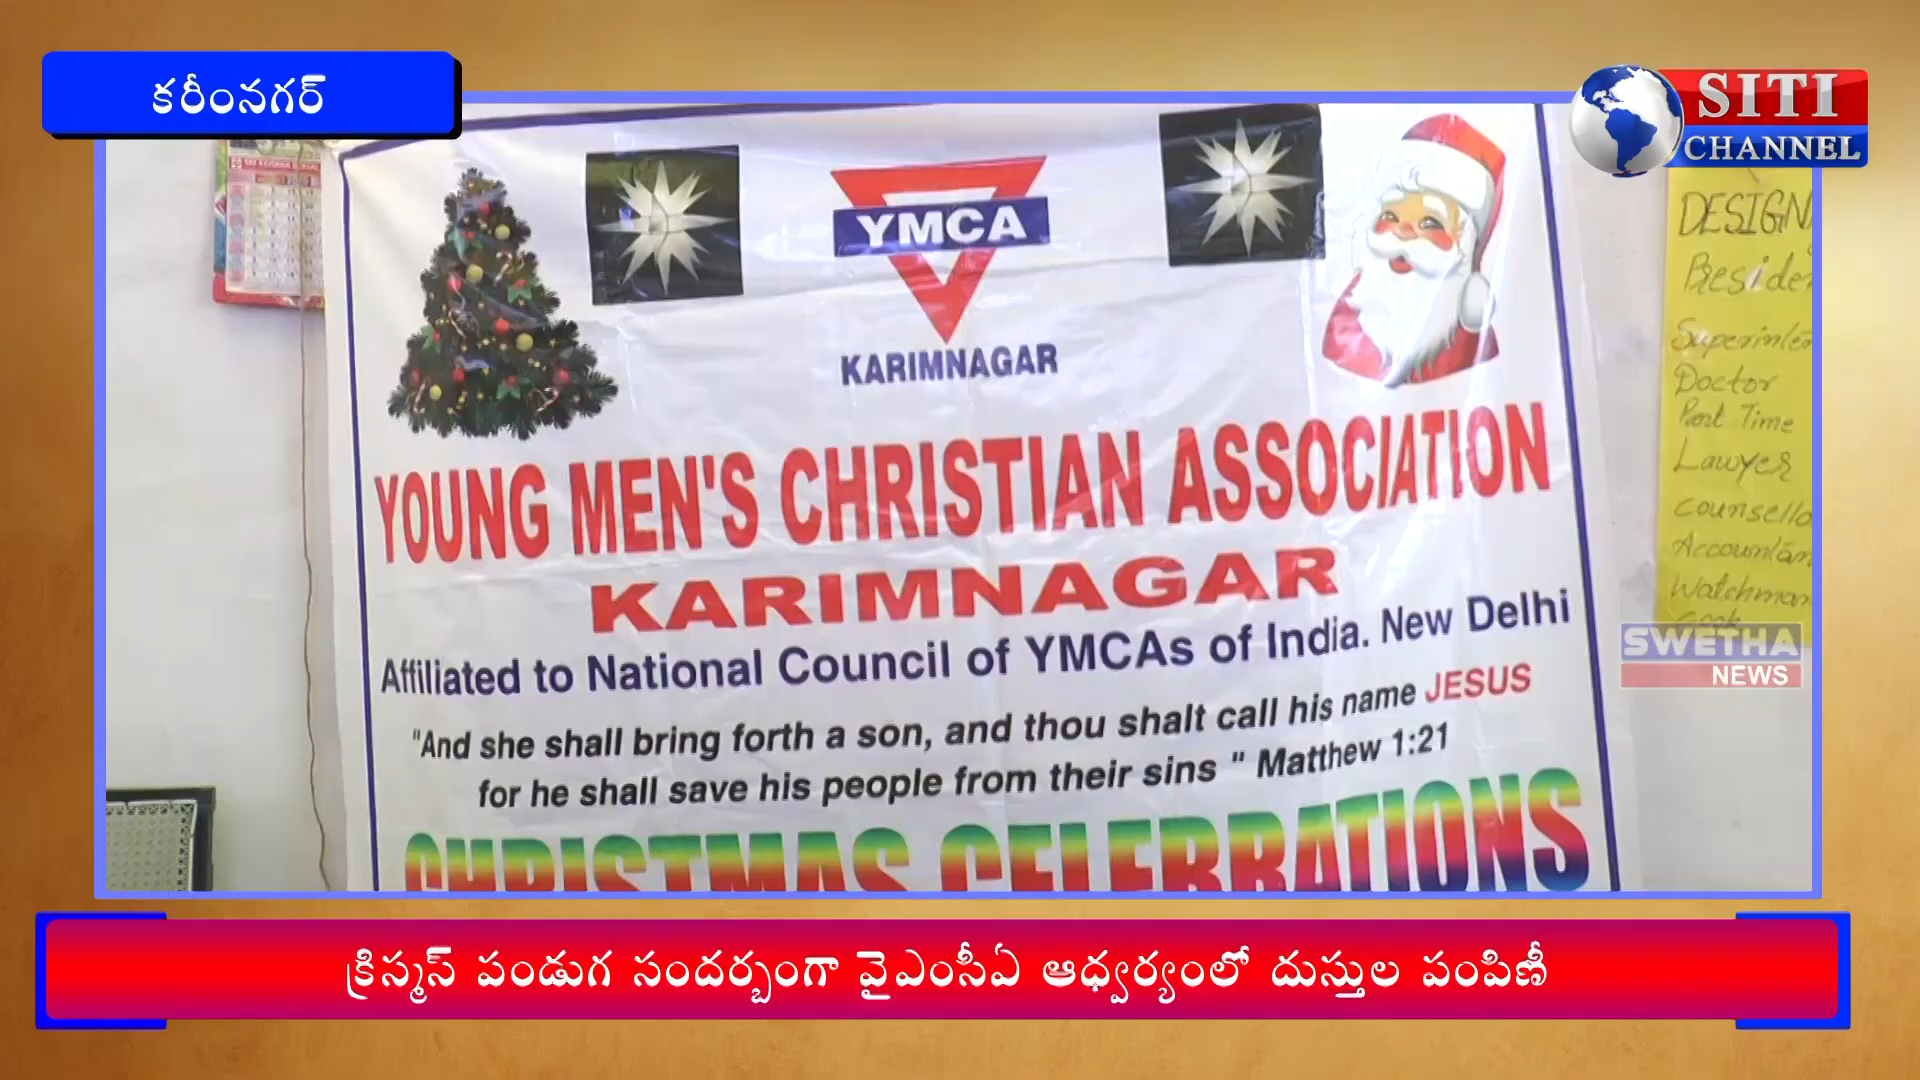 కరీంనగర్
SITI
CHANNEL
YMCA
KARIMNAGAR
YOUNG MEN'S CHRISTIAN ASSOCIATION
KARIMNAGAR
Affiliated to National Council of YMCAs of India. New Delhi
"And she shall bring forth a son, and thou shalt call his name JESUS
for he shall save his people from their sins " Matthew 1:21
CHRISTMAS CELEBRATIONS
Doctor
Part Time
Lawyer
SWETHA
NEWS
క్రిస్మస్ పండుగ సందర్భంగా వైఎంసీఏ ఆధ్వర్యంలో దుస్తుల పంపిణీ